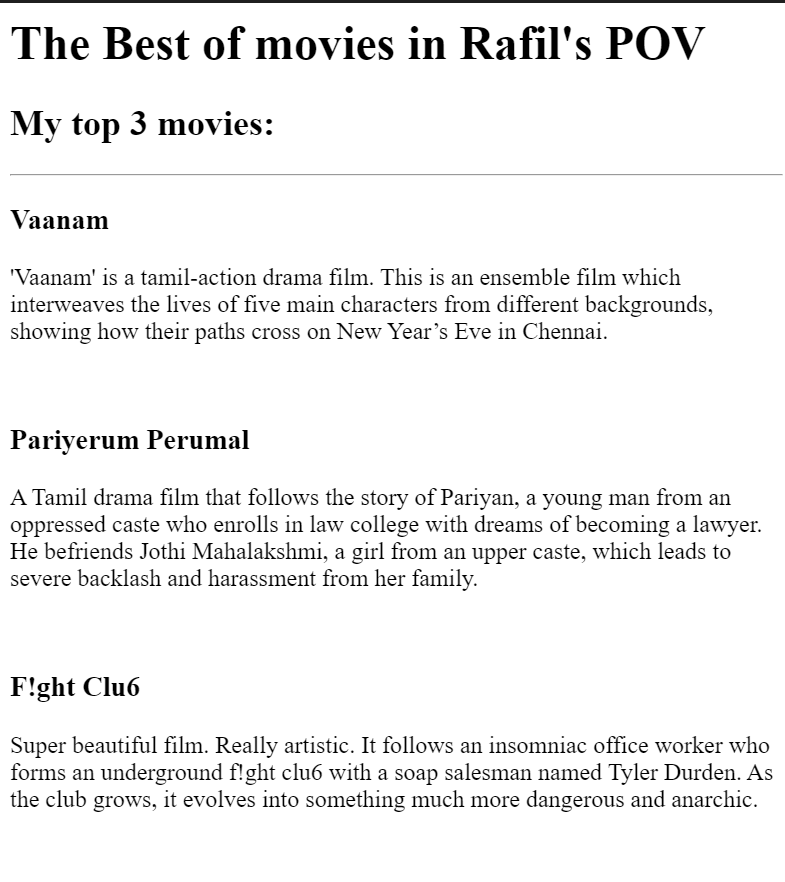 The Best of movies in Rafil's POV
My top 3 movies:
Vaanam
'Vaanam' is a tamil-action drama film. This is an ensemble film which
interweaves the lives of five main characters from different backgrounds,
showing how their paths cross on New Year’s Eve in Chennai.
Pariyerum Perumal
A Tamil drama film that follows the story of Pariyan, a young man from an
oppressed caste who enrolls in law college with dreams of becoming a lawyer.
He befriends Jothi Mahalakshmi, a girl from an upper caste, which leads to
severe backlash and harassment from her family.
F!ght Clu6
Super beautiful film. Really artistic. It follows an insomniac office worker who
forms an underground f!ght clu6 with a soap salesman named Tyler Durden. As
the club grows, it evolves into something much more dangerous and anarchic.